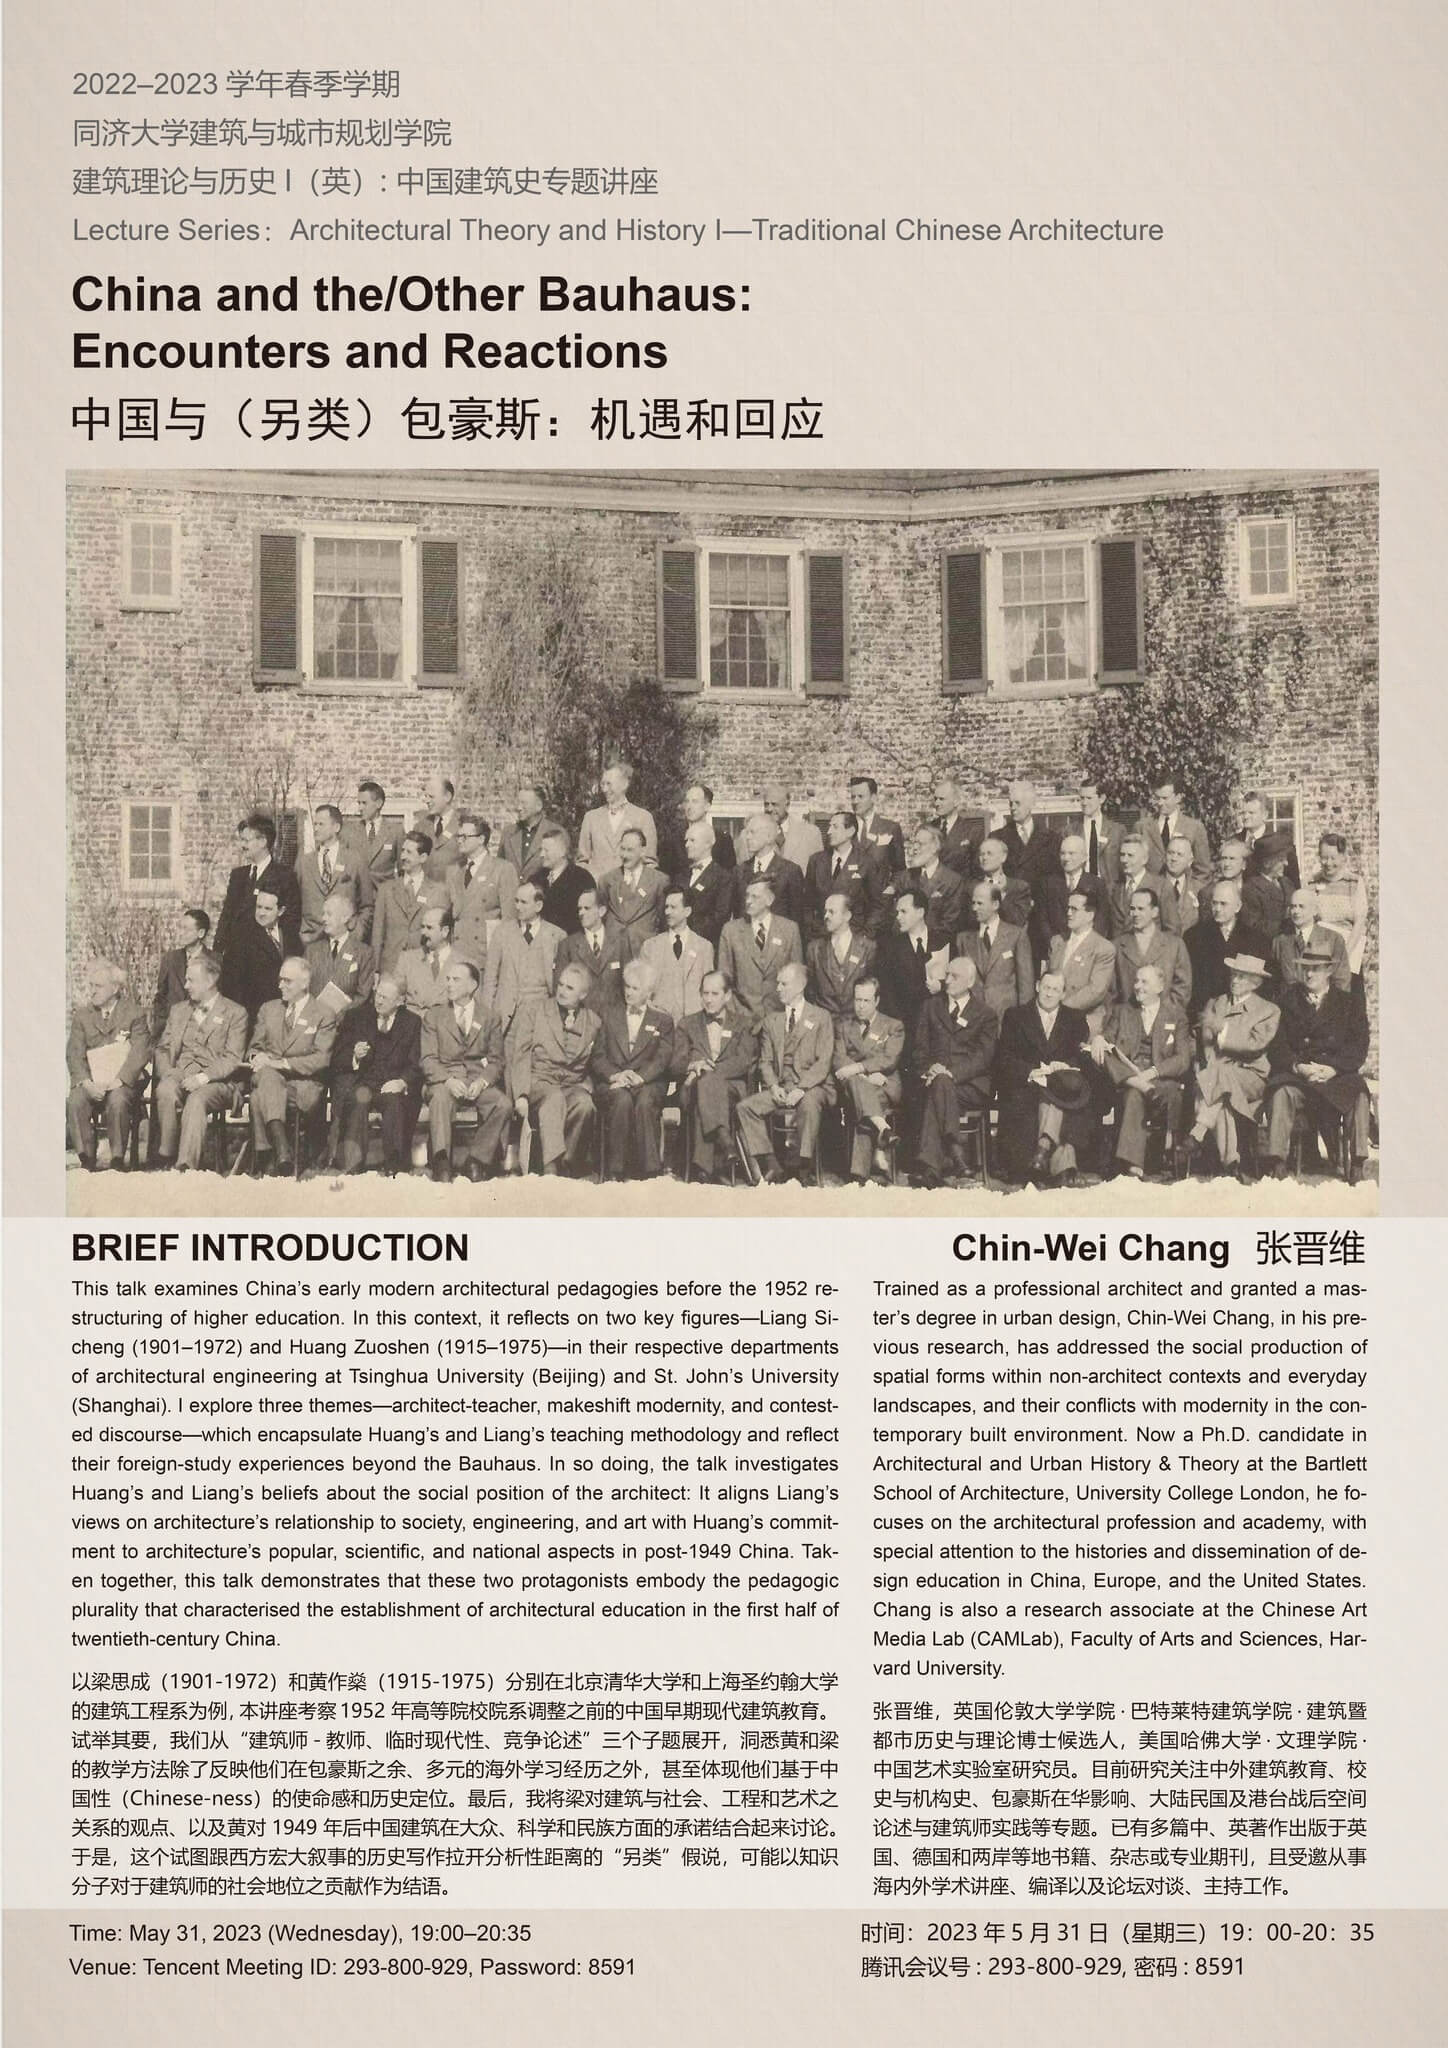 2022–2023 学年春季学期
同济大学建筑与城市规划学院
建筑理论与历史 I（英）: 中国建筑史专题讲座
Lecture Series：Architectural Theory and History I—Traditional Chinese Architecture
China and the/Other Bauhaus:
Encounters and Reactions
中国与（另类）包豪斯：机遇和回应
BRIEF INTRODUCTION
This talk examines China's early modern architectural pedagogies before the 1952 re-
structuring of higher education. In this context, it reflects on two key figures—Liang Si-
cheng (1901–1972) and Huang Zuoshen (1915–1975)—in their respective departments
of architectural engineering at Tsinghua University (Beijing) and St. John's University
(Shanghai). I explore three themes—architect-teacher, makeshift modernity, and contest-
ed discourse—which encapsulate Huang's and Liang's teaching methodology and reflect
their foreign-study experiences beyond the Bauhaus. In so doing, the talk investigates
Huang's and Liang's beliefs about the social position of the architect: It aligns Liang's
views on architecture's relationship to society, engineering, and art with Huang's commit-
ment to architecture's popular, scientific, and national aspects in post-1949 China. Tak-
en together, this talk demonstrates that these two protagonists embody the pedagogic
plurality that characterised the establishment of architectural education in the first half of
twentieth-century China.
以梁思成（1901-1972）和黄作燊（1915-1975）分别在北京清华大学和上海圣约翰大学
的建筑工程系为例, 本讲座考察 1952 年高等院校院系调整之前的中国早期现代建筑教育。
试举其要，我们从“建筑师 - 教师、临时现代性、竞争论述”三个子题展开，洞悉黄和梁
的教学方法除了反映他们在包豪斯之余、多元的海外学习经历之外，甚至体现他们基于中
国性（Chinese-ness）的使命感和历史定位。最后，我将梁对建筑与社会、工程和艺术之
关系的观点、以及黄对 1949 年后中国建筑在大众、科学和民族方面的承诺结合起来讨论。
于是，这个试图跟西方宏大叙事的历史写作拉开分析性距离的“另类”假说，可能以知识
分子对于建筑师的社会地位之贡献作为结语。
Chin-Wei Chang 张晋维
Trained as a professional architect and granted a mas-
ter's degree in urban design, Chin-Wei Chang, in his pre-
vious research, has addressed the social production of
spatial forms within non-architect contexts and everyday
landscapes, and their conflicts with modernity in the con-
temporary built environment. Now a Ph.D. candidate in
Architectural and Urban History & Theory at the Bartlett
School of Architecture, University College London, he fo-
cuses on the architectural profession and academy, with
special attention to the histories and dissemination of de-
sign education in China, Europe, and the United States.
Chang is also a research associate at the Chinese Art
Media Lab (CAMLab), Faculty of Arts and Sciences, Har-
vard University.
张晋维，英国伦敦大学学院 · 巴特莱特建筑学院 · 建筑暨
都市历史与理论博士候选人，美国哈佛大学 · 文理学院 ·
中国艺术实验室研究员。目前研究关注中外建筑教育、校
史与机构史、包豪斯在华影响、大陆民国及港台战后空间
论述与建筑师实践等专题。已有多篇中、英著作出版于英
国、德国和两岸等地书籍、杂志或专业期刊，且受邀从事
海内外学术讲座、编译以及论坛对谈、主持工作。
Time: May 31, 2023 (Wednesday), 19:00–20:35
Venue: Tencent Meeting ID: 293-800-929, Password: 8591
时间：2023 年 5 月 31 日（星期三）19：00-20：35
腾讯会议号 : 293-800-929, 密码 : 8591